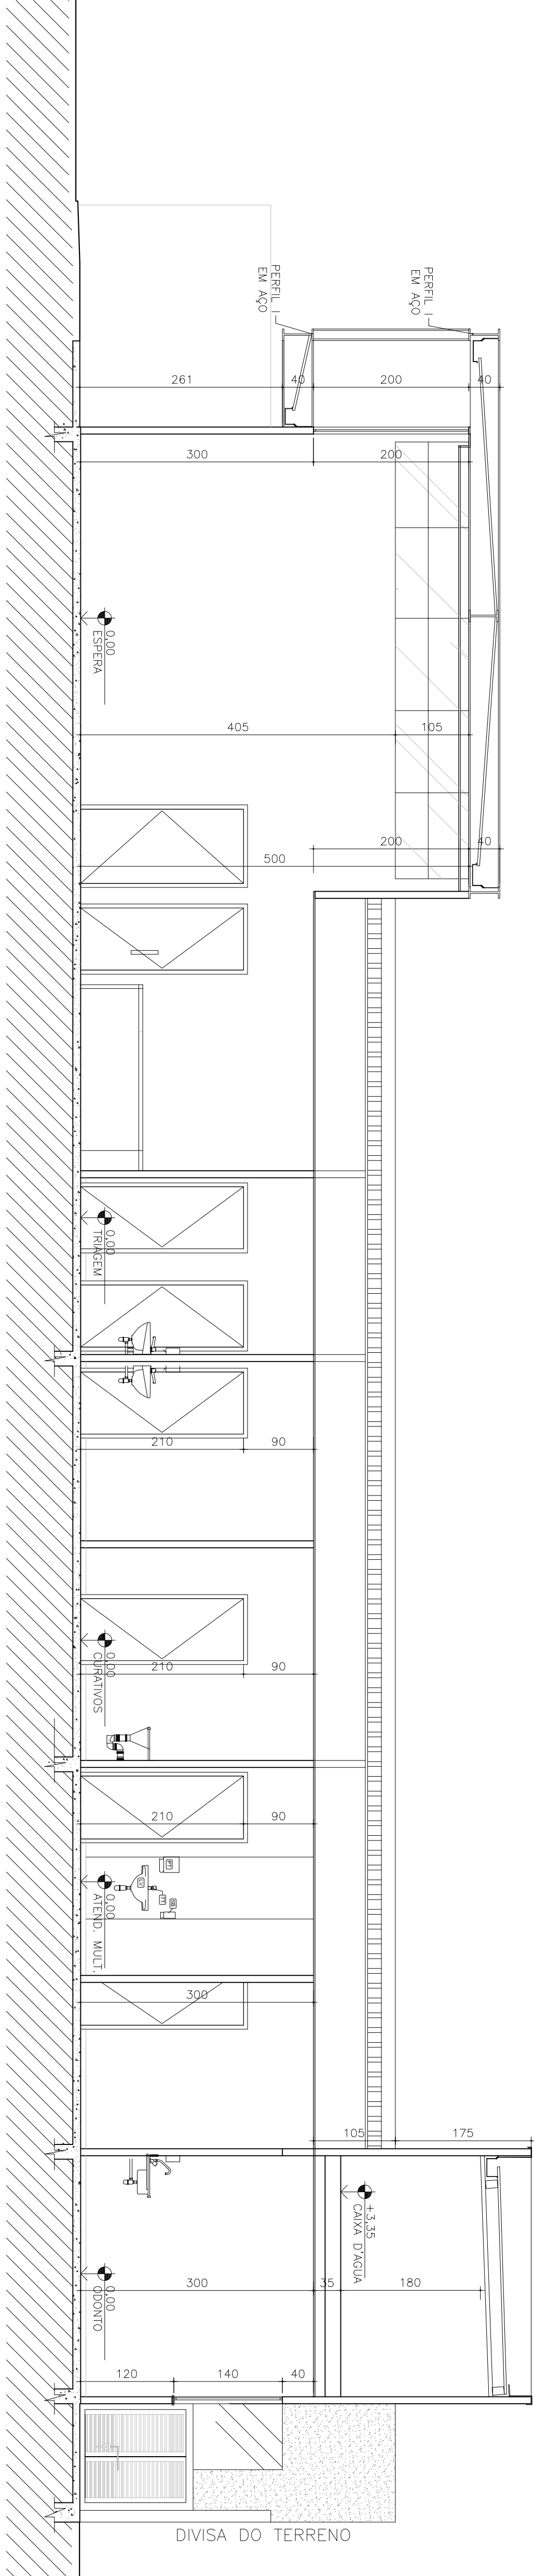 PERFIL I
EM AÇO
PERFIL I
EM AÇO
261
40
200
40
300
200
0,00
ESPERA
405
105
200
40
500
0,00
TRIAGEM
210
90
0,00
CURATIVOS
210
90
210
90
0,00
ATEND. MULT.
300
105
175
+3,35
CAIXA D'AGUA
0,00
ODONTO
300
35
180
120
140
40
DIVISA DO TERRENO